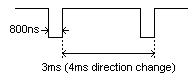 800ns
3ms (4ms direction change)